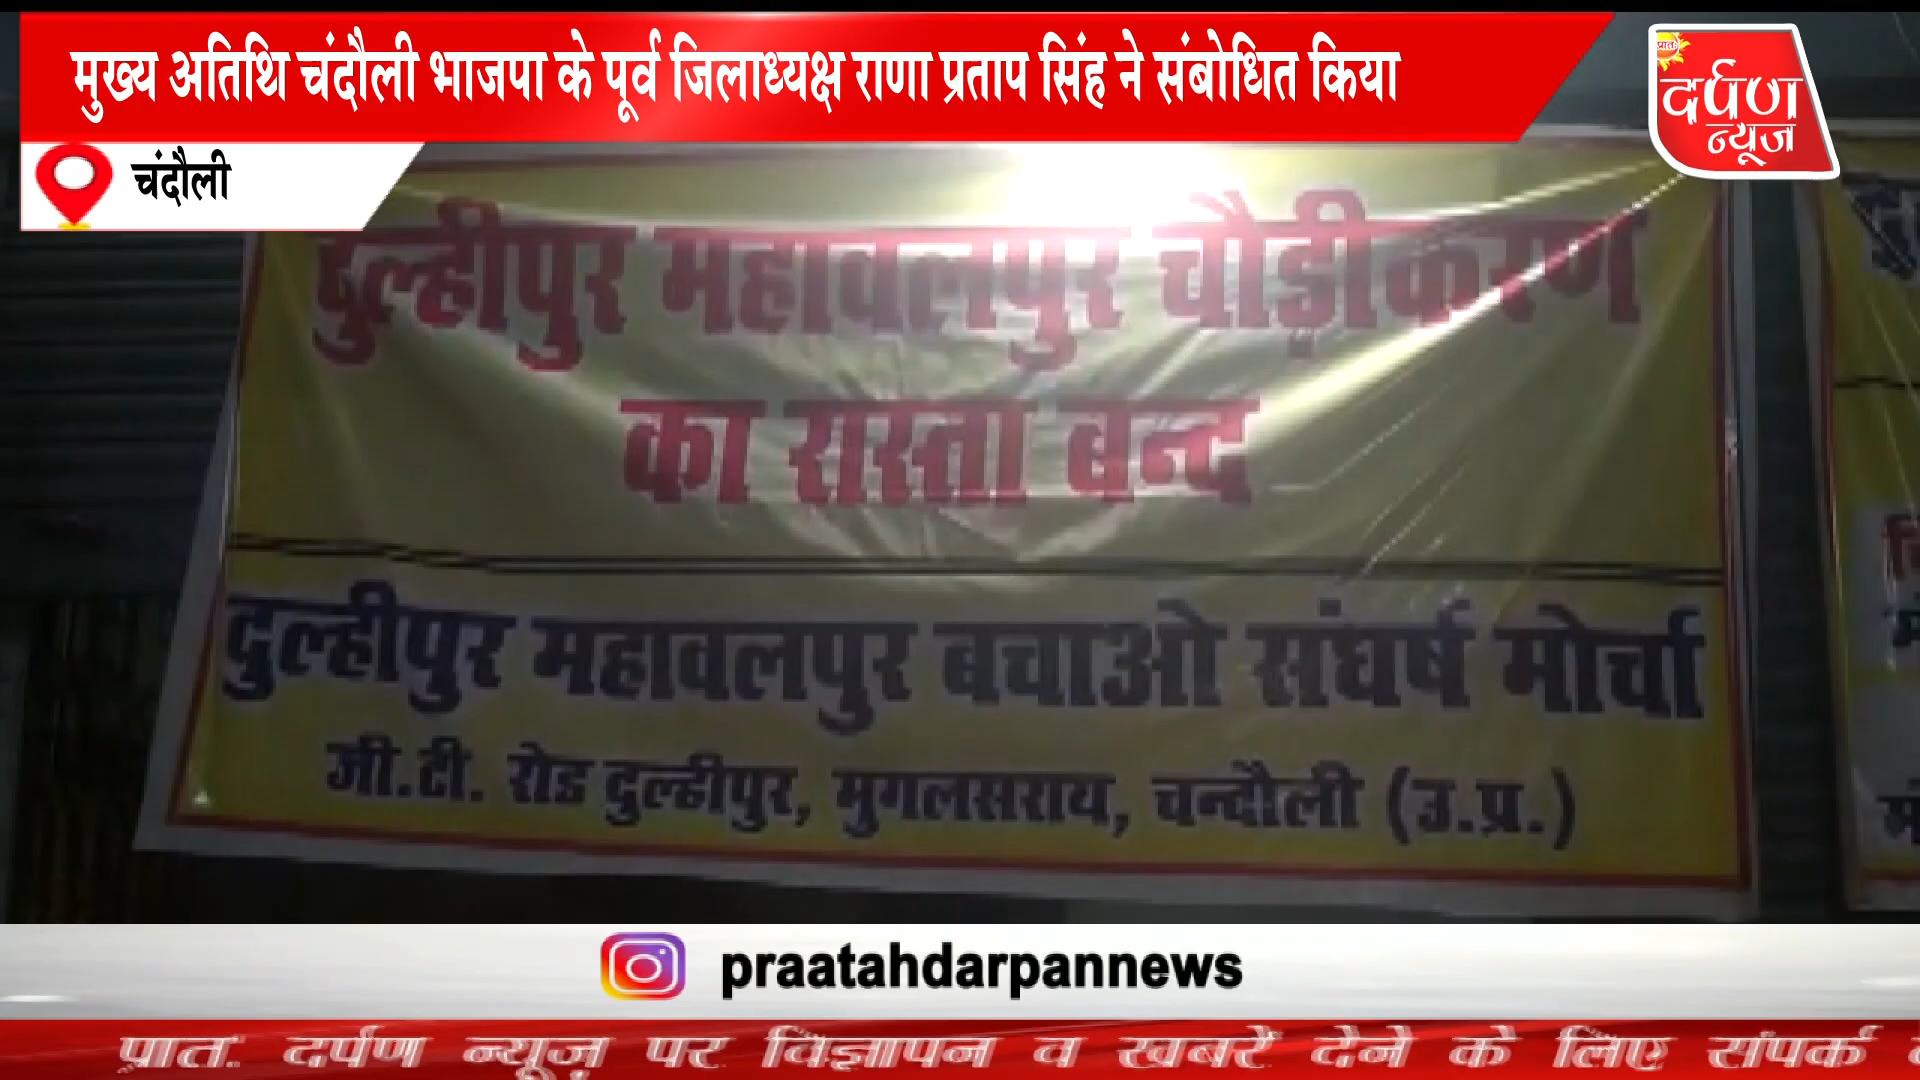 मुख्य अतिथि चंदौली भाजपा के पूर्व जिलाध्यक्ष राणा प्रताप सिंह ने संबोधित किया
प्रातः
दर्पण
न्यूज
चंदौली
दुल्हीपुर महावलपुर चौड़ीकरण
का रास्ता बन्द
दुल्हीपुर महावलपुर बचाओ संघर्ष मोर्चा
जी.टी. रोड दुल्हीपुर, मुगलसराय, चन्दौली (उ.प्र.)
praatahdarpannews
प्रातः दर्पण न्यूज़ पर विज्ञापन व खबरें देने के लिए संपर्क